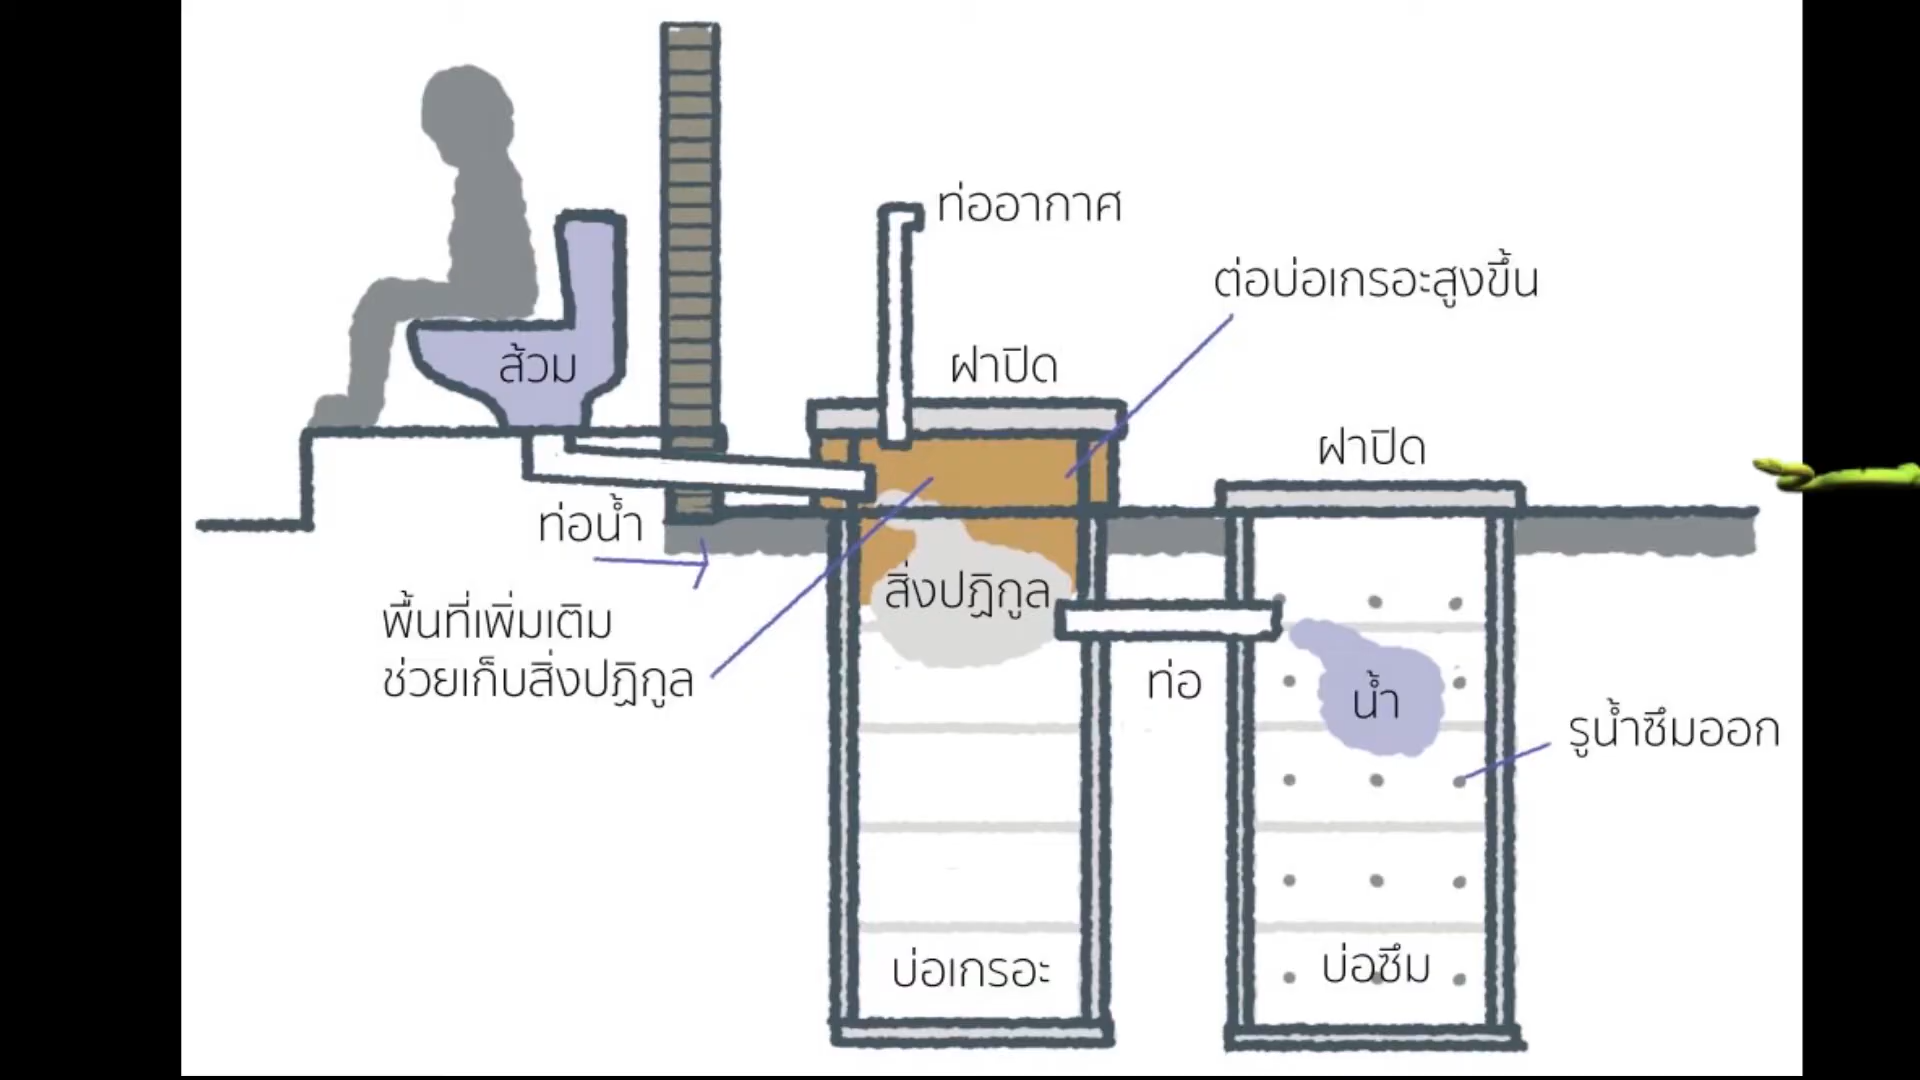 ท่ออากาศ
ต่อบ่อเกรอะสูงขึ้น
ส้วม
ฝาปิด
ฝาปิด
ท่อน้ำ
สิ่งปฏิกูล
พื้นที่เพิ่มเติม
ช่วยเก็บสิ่งปฏิกูล
ท่อ
น้ำ
รูน้ำซึมออก
บ่อเกรอะ
บ่อซึม